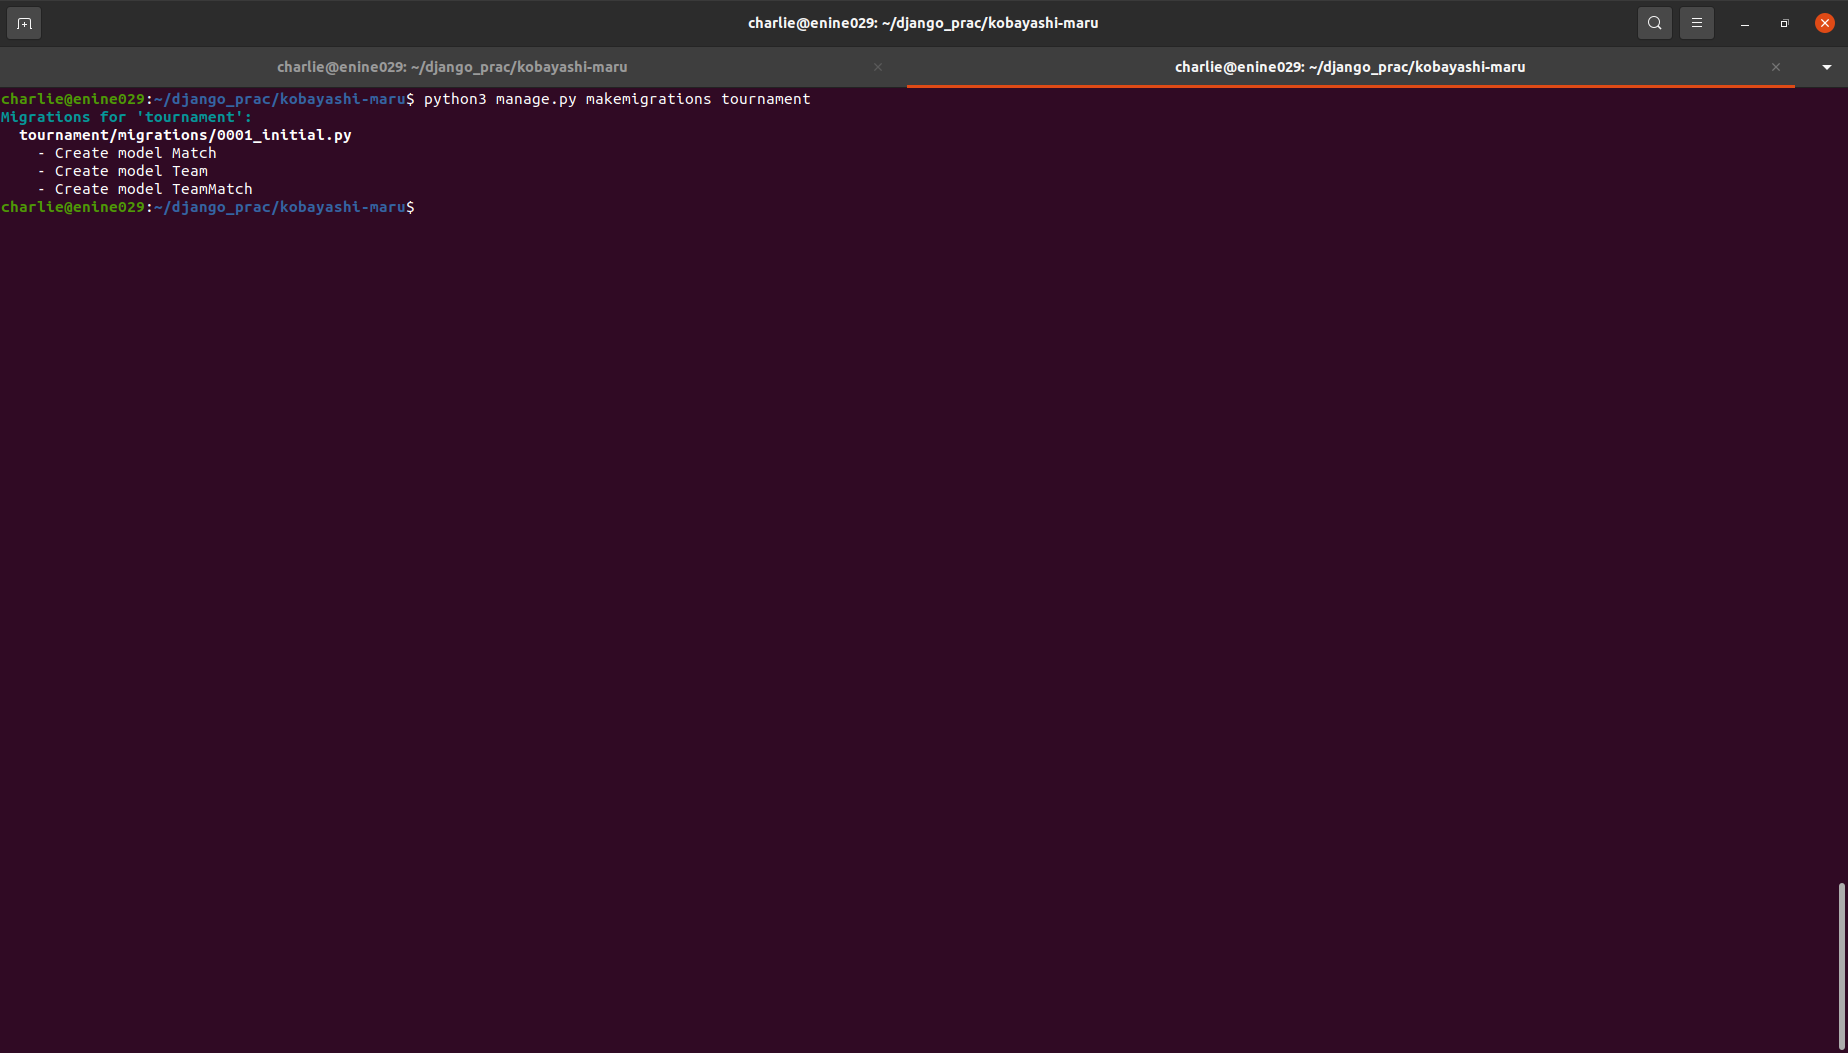 charlie@enine029: ~/django_prac/kobayashi-maru
charlie@enine029: ~/django_prac/kobayashi-maru
charlie@enine029: ~/django_prac/kobayashi-maru
charlie@enine029:~/django_prac/kobayashi-maru$ python3 manage.py makemigrations tournament
Migrations for 'tournament':
  tournament/migrations/0001_initial.py
    - Create model Match
    - Create model Team
    - Create model TeamMatch
charlie@enine029:~/django_prac/kobayashi-maru$